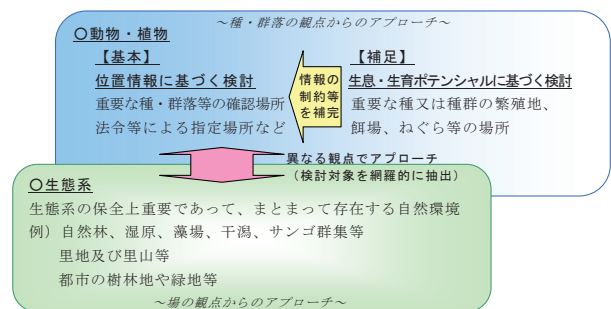 ～種・群落の観点からのアプローチ～
○動物・植物
【基本】
位置情報に基づく検討
重要な種・群落等の確認場所
法令等による指定場所など
情報の
制約等
を補完
【補足】
生息・生育ポテンシャルに基づく検討
重要な種又は種群の繁殖地、
餌場、ねぐら等の場所
異なる観点でアプローチ
（検討対象を網羅的に抽出）
○生態系
生態系の保全上重要であって、まとまって存在する自然環境
例）自然林、湿原、藻場、干潟、サンゴ群集等
里地及び里山等
都市の樹林地や緑地等
～場の観点からのアプローチ～